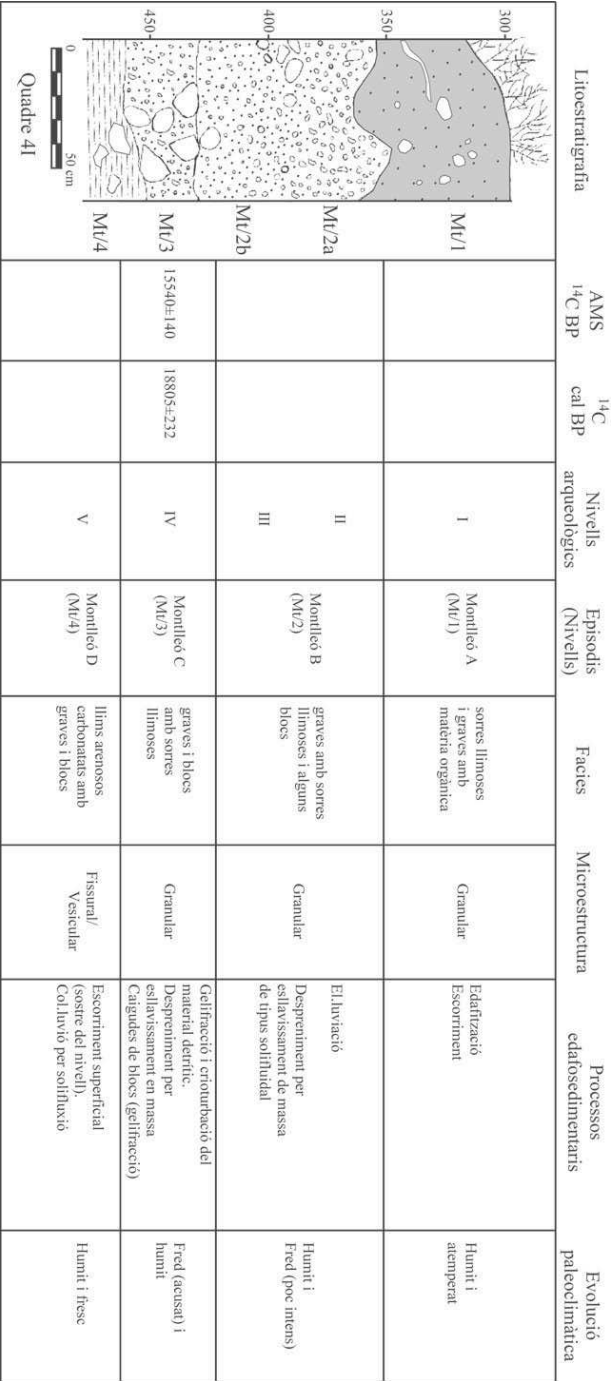 Litoestratigrafia
AMS
¹⁴C BP
¹⁴C
cal BP
Nivells
arqueològics
Episodis
(Nivells)
Facies
Microestructura
Processos
edafosedimentaris
Evolució
paleoclimàtica
300
350
400
450
Mt/1
I
Montlleó A
(Mt/1)
sorres llimoses
i graves amb
matèria orgànica
Granular
Edafització
Escorriment
Humit i
atemperat
Mt/2a
Mt/2b
II
III
Montlleó B
(Mt/2)
graves amb sorres
llimoses i alguns
blocs
Granular
El.luviació
Despreniment per
esllavissament de massa
de tipus solifluidal
Humit i
Fred (poc intens)
Mt/3
15540±140
18805±232
IV
Montlleó C
(Mt/3)
graves i blocs
amb sorres
llimoses
Granular
Gelifracció i crioturbació del
material detrític.
Despreniment per
esllavissament en massa
Caigudes de blocs (gelifracció)
Fred (acusat) i
humit
Mt/4
V
Montlleó D
(Mt/4)
llims arenosos
carbonatats amb
graves i blocs
Fissural/
Vesicular
Escorriment superficial
(sostre del nivell).
Col.luvió per solifluxió
Humit i fresc
0 50 cm
Quadre 4I